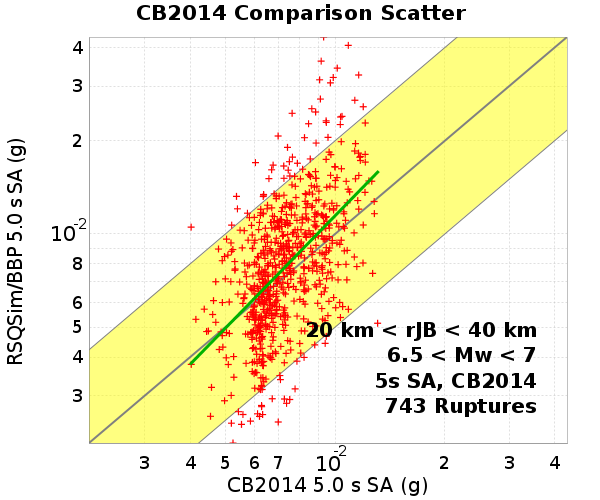 CB2014 Comparison Scatter
RSQSim/BBP 5.0 s SA (g)
4
3
2
10-2
8
6
5
4
3
20 km < rJB < 40 km
6.5 < Mw < 7
5s SA, CB2014
743 Ruptures
3 4 5 6 7 10-2 2 3 4
CB2014 5.0 s SA (g)